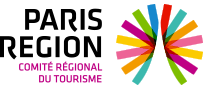 PARIS
REGION
COMITÉ RÉGIONAL
DU TOURISME